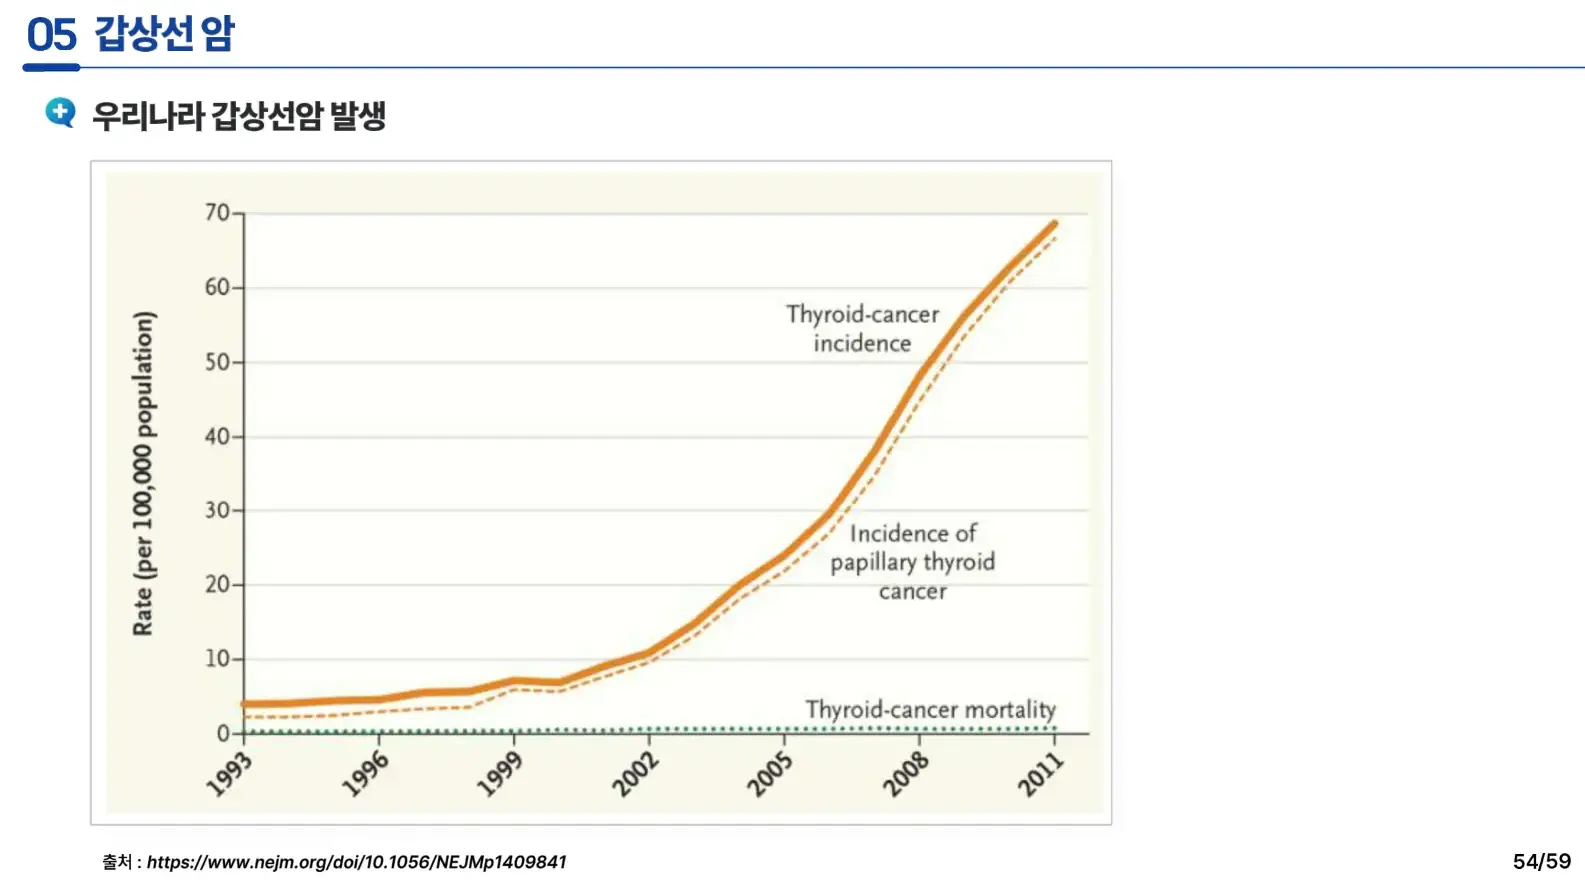 05 갑상선 암
우리나라 갑상선암 발생
70
60
50
40
30
20
10
0
Rate (per 100,000 population)
Thyroid-cancer
incidence
Incidence of
papillary thyroid
cancer
Thyroid-cancer mortality
1993
1996
1999
2002
2005
2008
2011
출처 : https://www.nejm.org/doi/10.1056/NEJMp1409841
54/59